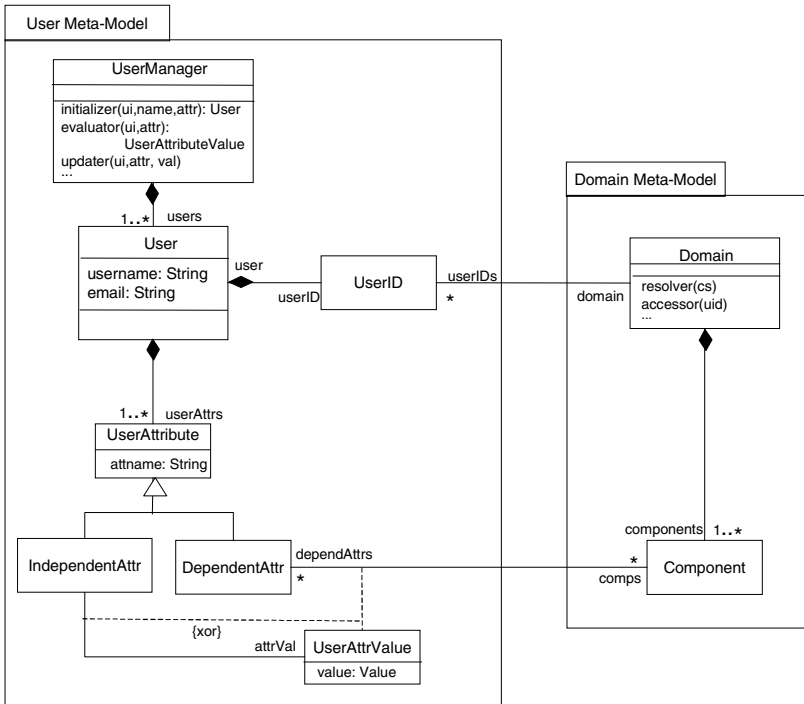 User Meta-Model
UserManager
initializer(ui,name,attr): User
evaluator(ui,attr):
UserAttributeValue
updater(ui,attr, val)
...
1..* users
User
username: String
email: String
user
userID
UserID
userIDs
*
domain
Domain Meta-Model
Domain
resolver(cs)
accessor(uid)
...
1..* userAttrs
UserAttribute
attname: String
IndependentAttr
DependentAttr
dependAttrs
*
components 1..*
*
comps
Component
{xor}
attrVal
UserAttrValue
value: Value